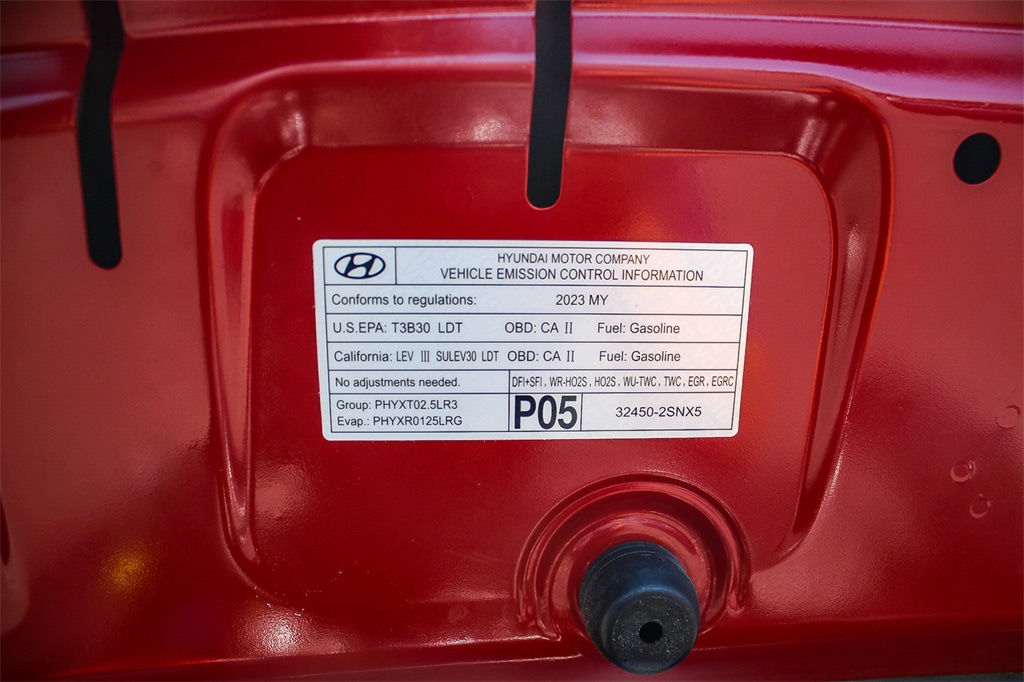 HYUNDAI MOTOR COMPANY
VEHICLE EMISSION CONTROL INFORMATION
Conforms to regulations: 2023 MY
U.S.EPA: T3B30 LDT OBD: CA II Fuel: Gasoline
California: LEV III SULEV30 LDT OBD: CA II Fuel: Gasoline
No adjustments needed. DFI+SFI, WR-HO2S, HO2S, WU-TWC, TWC, EGR, EGRC
Group: PHYXT02.5LR3
Evap.: PHYXR0125LRG
P05 32450-2SNX5